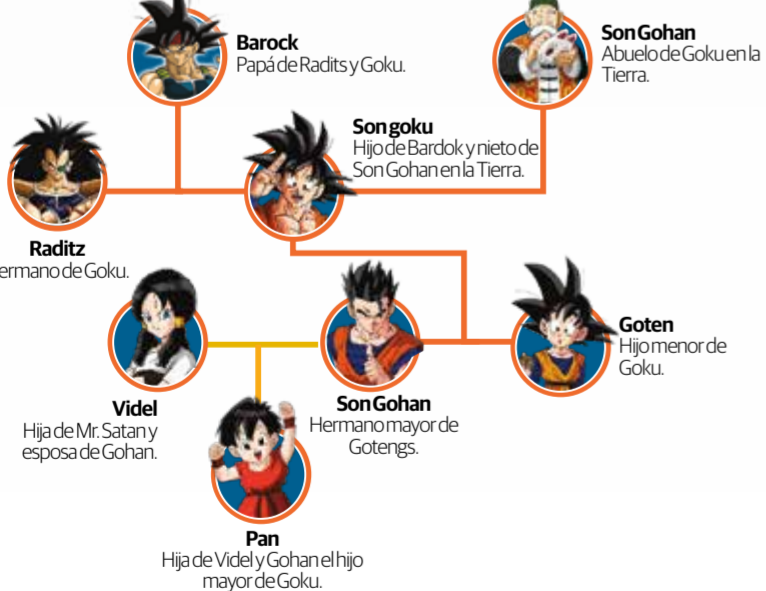 Barock
Papá de Radits y Goku.
Son Gohan
Abuelo de Goku en la
Tierra.
Son goku
Hijo de Bardok y nieto de
Son Gohan en la Tierra.
Raditz
ermano de Goku.
Videl
Hija de Mr. Satan y
esposa de Gohan.
Son Gohan
Hermano mayor de
Gotengs.
Goten
Hijo menor de
Goku.
Pan
Hija de Videl y Gohan el hijo
mayor de Goku.